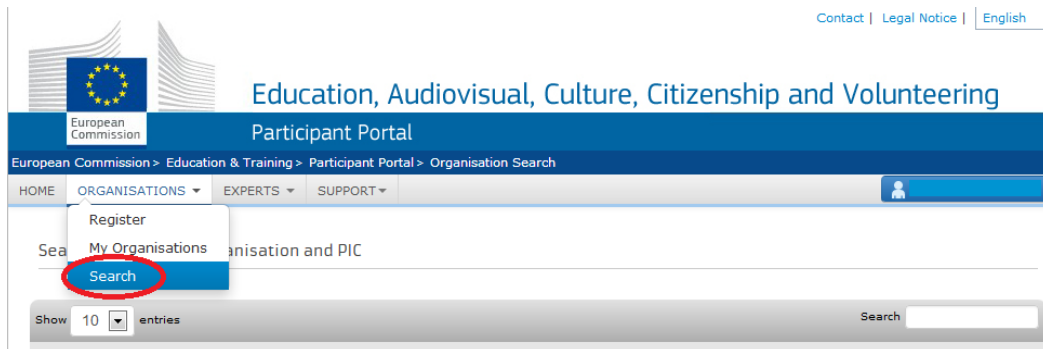 Contact | Legal Notice | English
Education, Audiovisual, Culture, Citizenship and Volunteering
European
Commission
Participant Portal
European Commission > Education & Training > Participant Portal > Organisation Search
HOME ORGANISATIONS EXPERTS SUPPORT
Register
My Organisations
Search
Sea anisation and PIC
Show 10 entries Search